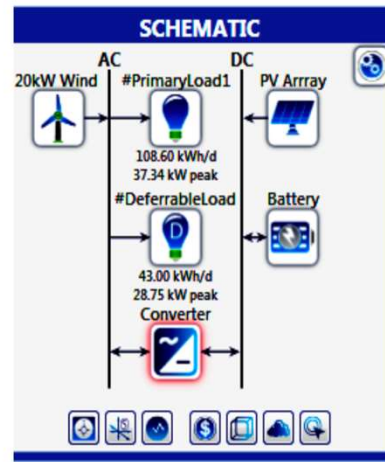 SCHEMATIC
AC DC
20kW Wind #PrimaryLoad1 PV Arrray
108.60 kWh/d
37.34 kW peak
#DeferrableLoad Battery
D
43.00 kWh/d
28.75 kW peak
Converter